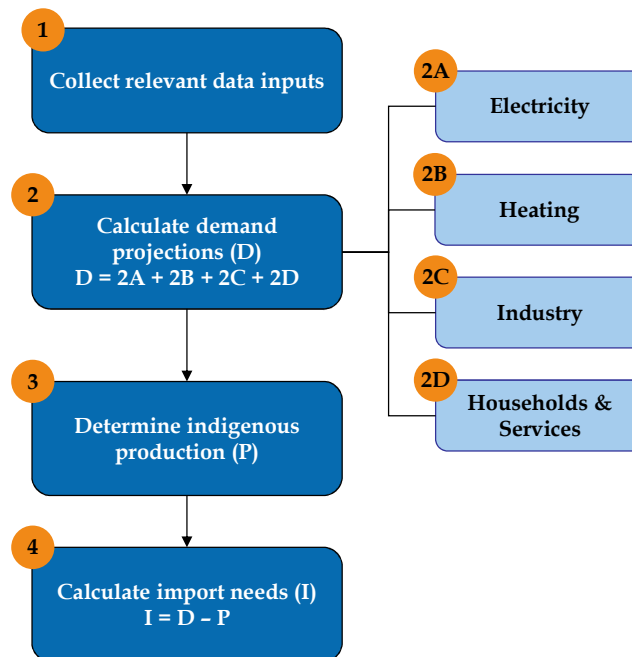 1
Collect relevant data inputs
2
Calculate demand
projections (D)
D = 2A + 2B + 2C + 2D
2A
Electricity
2B
Heating
2C
Industry
2D
Households &
Services
3
Determine indigenous
production (P)
4
Calculate import needs (I)
I = D – P